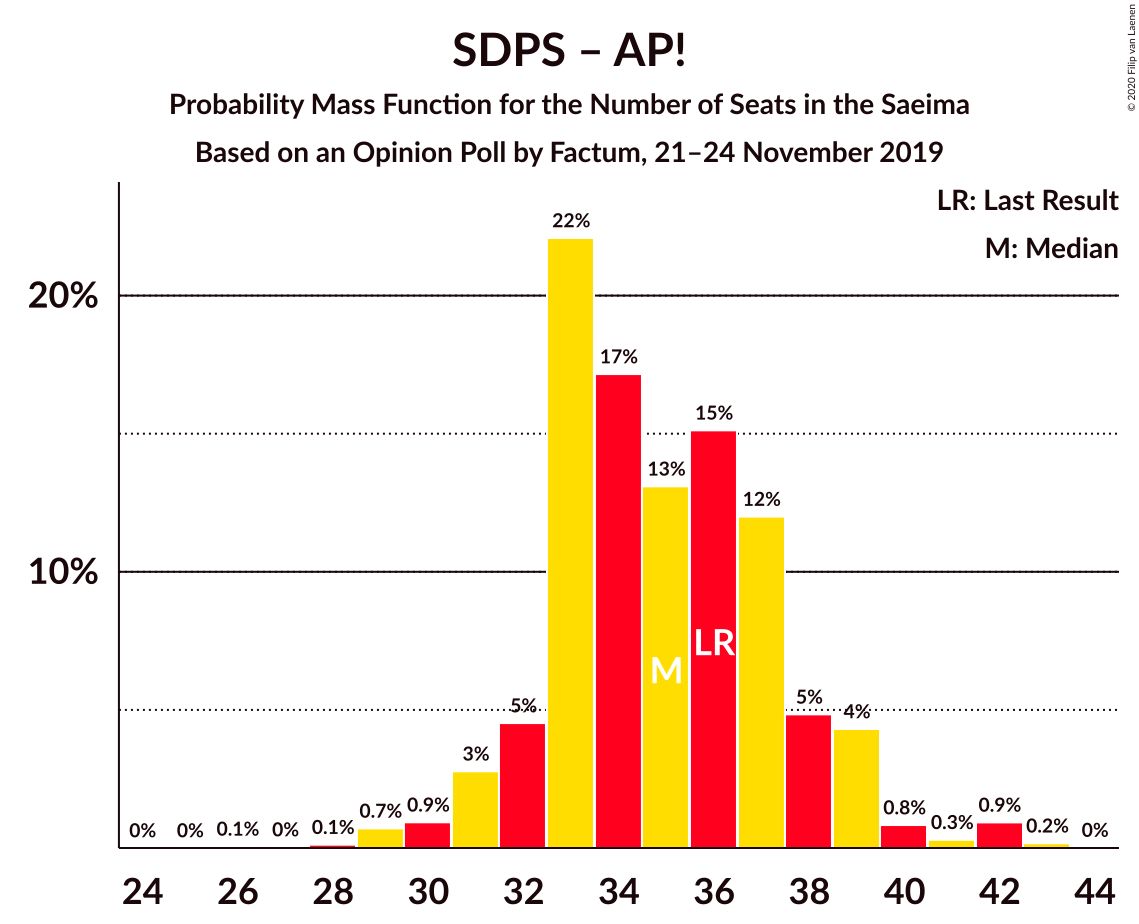 SDPS – AP!
Probability Mass Function for the Number of Seats in the Saeima
Based on an Opinion Poll by Factum, 21–24 November 2019
© 2020 Filip van Laenen
LR: Last Result
M: Median
20%
10%
0%
0%
0.1%
0%
0.1%
0.7%
0.9%
3%
5%
22%
17%
13%
15%
12%
5%
4%
0.8%
0.3%
0.9%
0.2%
0%
M
LR
24 26 28 30 32 34 36 38 40 42 44